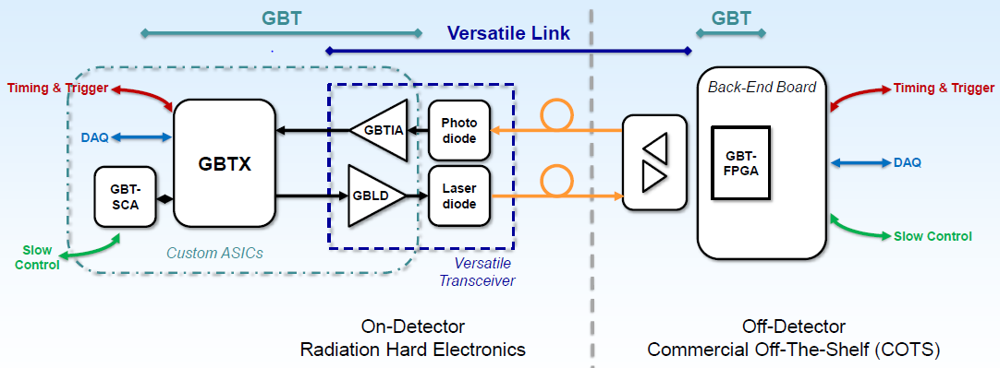 GBT
GBT
Versatile Link
Timing & Trigger
DAQ
GBTX
GBT-
SCA
Slow
Control
Custom ASICs
GBTIA
GBLD
Photo
diode
Laser
diode
Versatile
Transceiver
Back-End Board
GBT-
FPGA
Timing & Trigger
DAQ
Slow Control
On-Detector
Radiation Hard Electronics
Off-Detector
Commercial Off-The-Shelf (COTS)